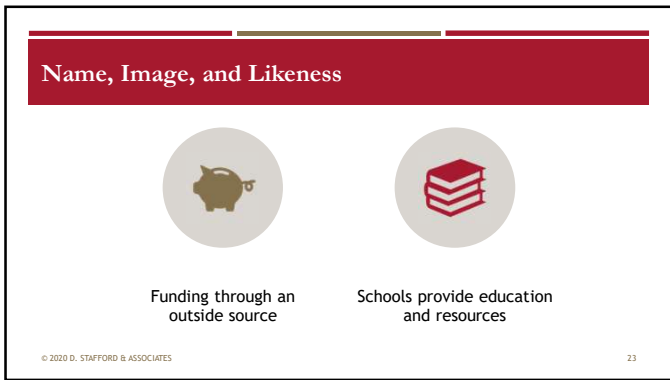 Name, Image, and Likeness
Funding through an
outside source
Schools provide education
and resources
© 2020 D. STAFFORD & ASSOCIATES
23